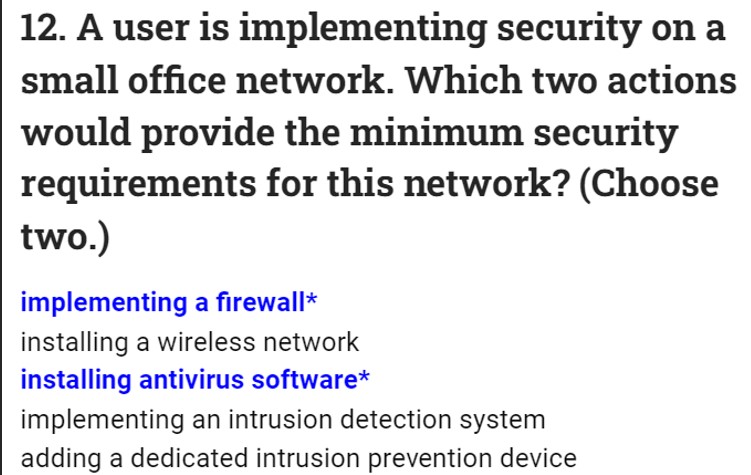 12. A user is implementing security on a
small office network. Which two actions
would provide the minimum security
requirements for this network? (Choose
two.)
implementing a firewall*
installing a wireless network
installing antivirus software*
implementing an intrusion detection system
adding a dedicated intrusion prevention device